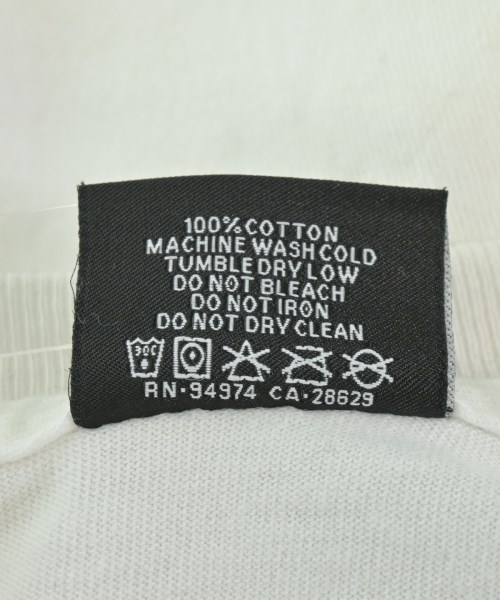 100% COTTON
MACHINE WASH COLD
TUMBLE DRY LOW
DO NOT BLEACH
DO NOT IRON
DO NOT DRY CLEAN
30C
RN·94974 CA·28629